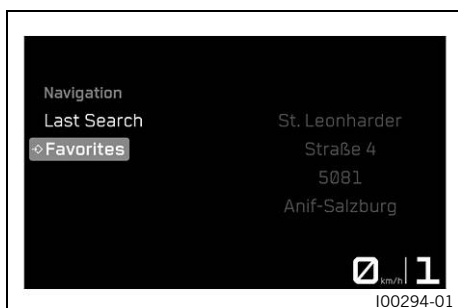 Navigation
Last Search
Favorites
St. Leonharder
Straße 4
5081
Anif-Salzburg
0 km/h 1
I00294-01